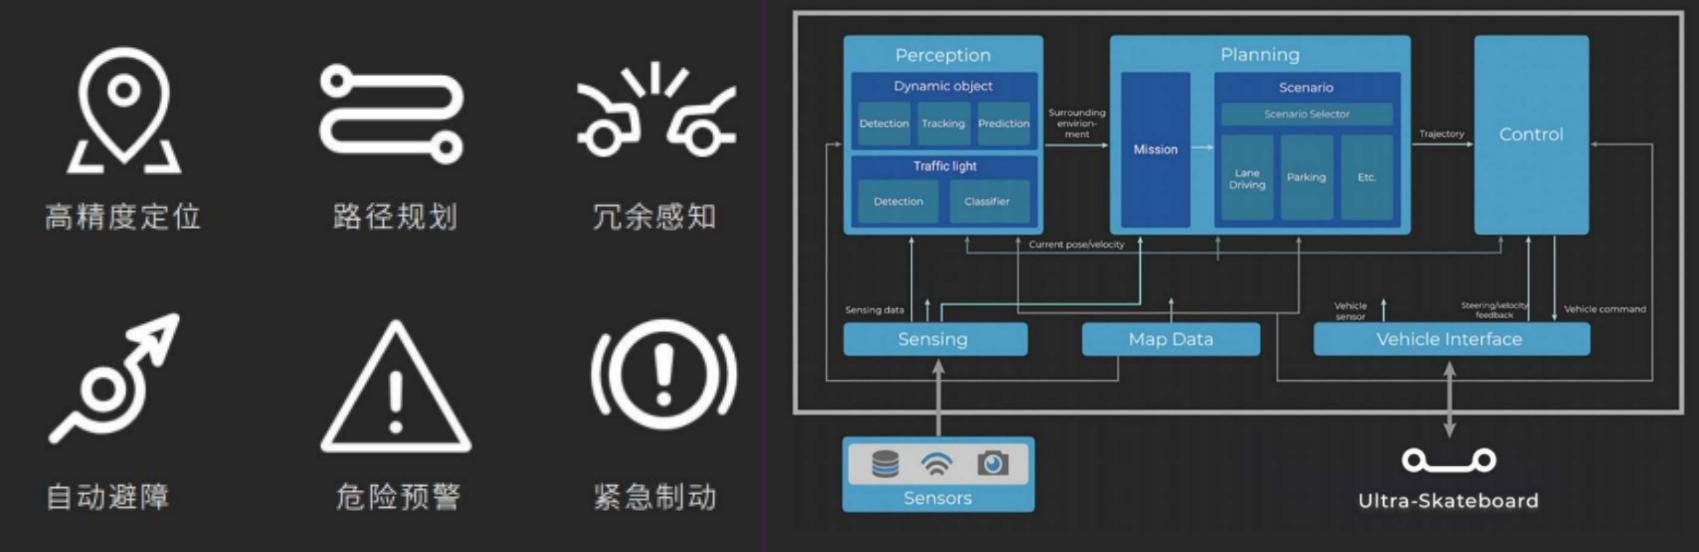 高精度定位
路径规划
冗余感知
自动避障
危险预警
紧急制动
Perception
Dynamic object
Detection
Tracking
Prediction
Traffic light
Detection
Classifier
Surrounding
envirion-
ment
Planning
Mission
Scenario
Scenario Selector
Lane
Driving
Parking
Etc.
Trajectory
Control
Current pose/velocity
Sensing data
Vehicle
sensor
Steering/velocity
feedback
Vehicle command
Sensing
Map Data
Vehicle Interface
Sensors
Ultra-Skateboard